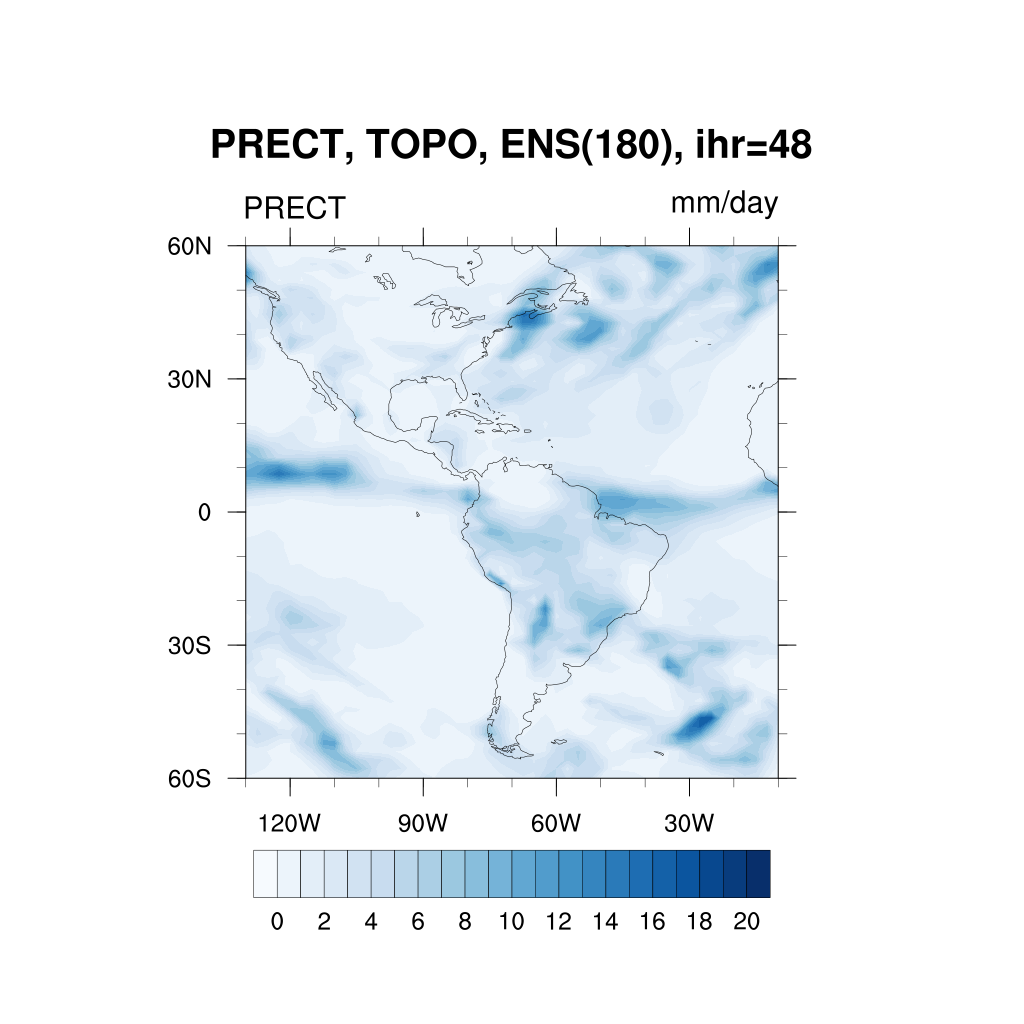 PRECT, TOPO, ENS(180), ihr=48
PRECT mm/day
60N
30N
0
30S
60S
120W 90W 60W 30W
0 2 4 6 8 10 12 14 16 18 20